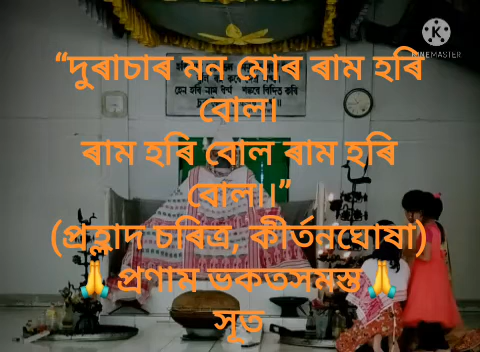 KINEMASTER
“দুৰাচাৰ মন মোৰ ৰাম হৰি
বোল।
ৰাম হৰি বোল ৰাম হৰি
বোল।।”
(প্ৰহ্লাদ চৰিত্ৰ, কীৰ্তনঘোষা)
🙏প্ৰণাম ভকতসমস্ত🙏
সূত